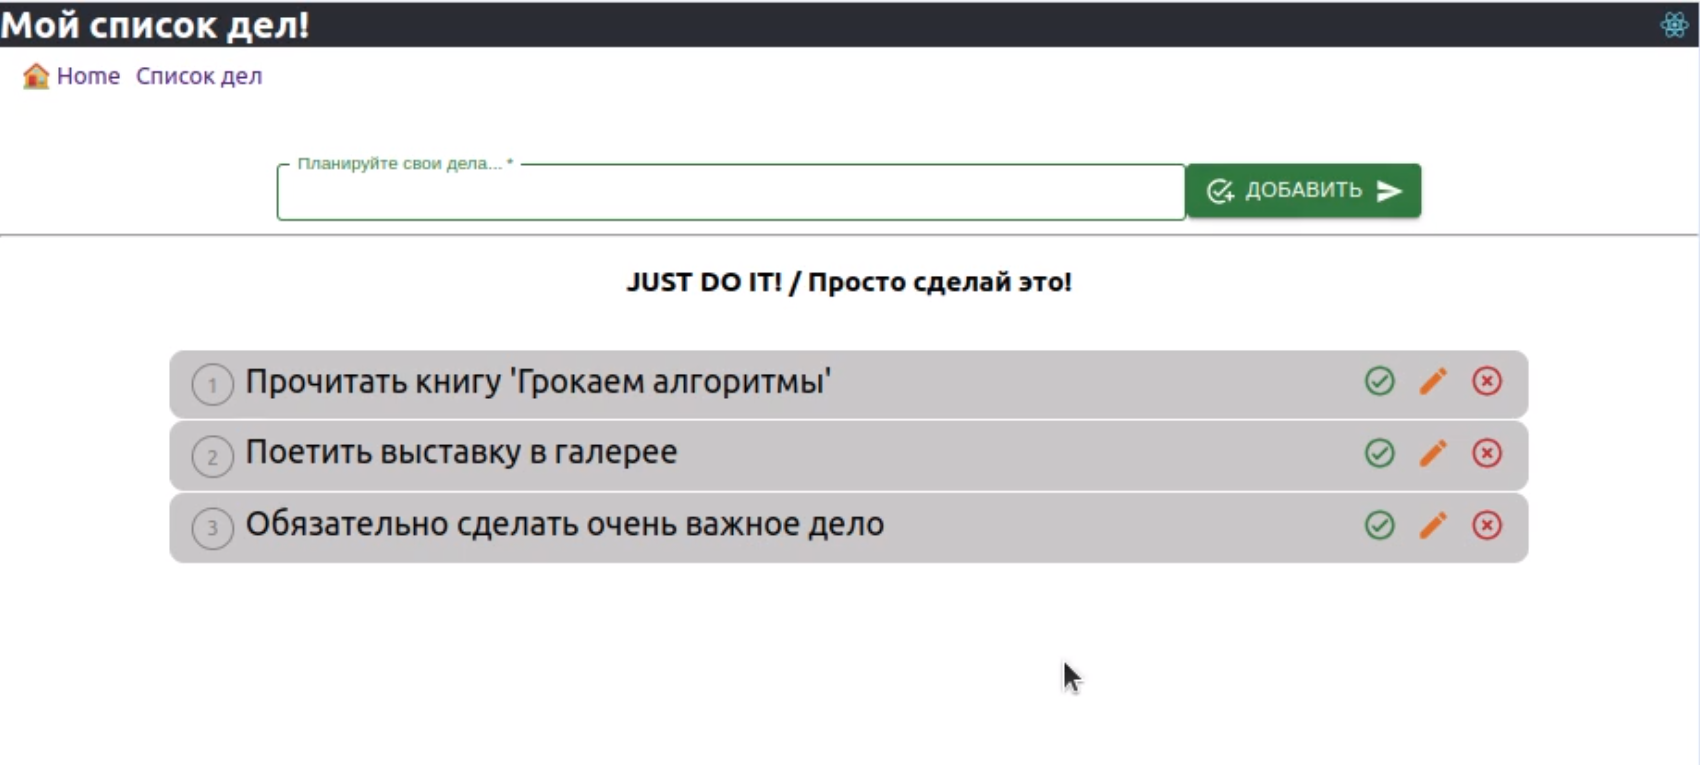 Мой список дел!
Home Список дел
Планируйте свои дела... *
ДОБАВИТЬ
JUST DO IT! / Просто сделай это!
1 Прочитать книгу 'Грокаем алгоритмы'
2 Поетить выставку в галерее
3 Обязательно сделать очень важное дело